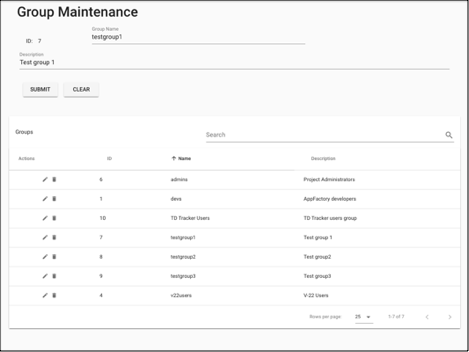 Group Maintenance
Group Name
ID: 7 testgroup1
Description
Test group 1
SUBMIT CLEAR
Groups Search
Actions ID Name Description
6 admins Project Administrators
1 devs AppFactory developers
10 TD Tracker Users TD Tracker users group
7 testgroup1 Test group 1
8 testgroup2 Test group2
9 testgroup3 Test group3
4 v22users V-22 Users
Rows per page: 25 1-7 of 7